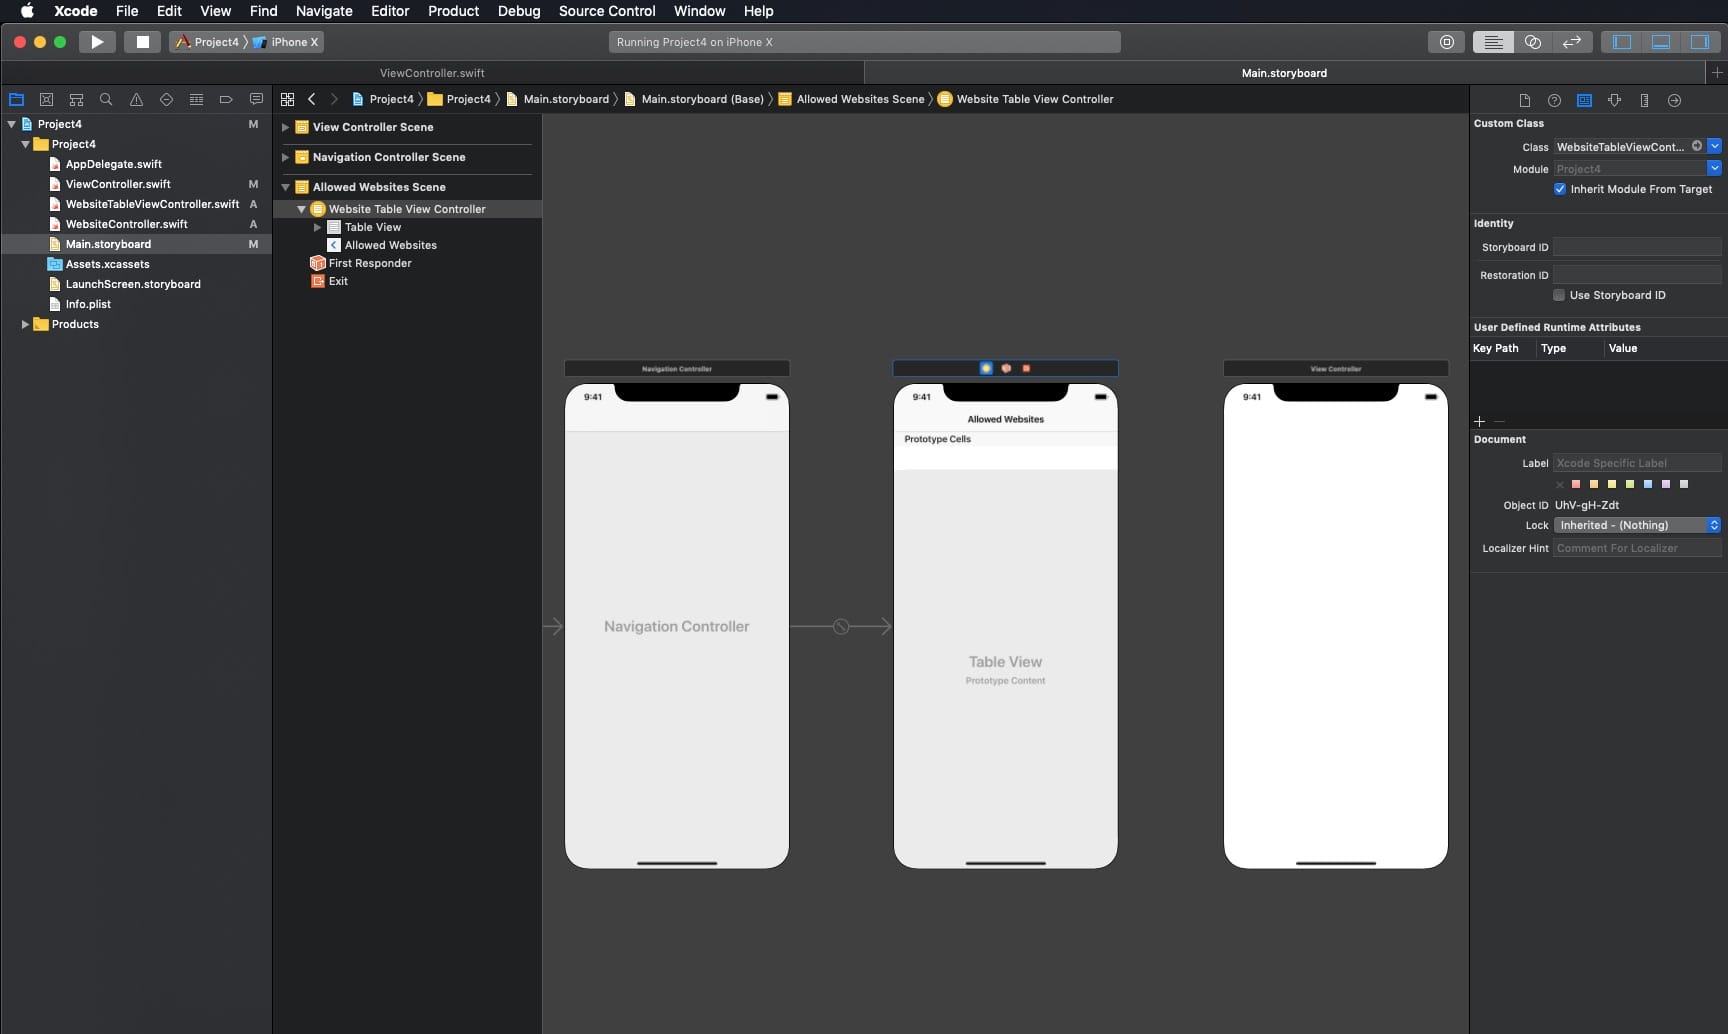 Xcode File Edit View Find Navigate Editor Product Debug Source Control Window Help
Project4 iPhone X
Running Project4 on iPhone X
ViewController.swift
Main.storyboard
Project4 Project4 Main.storyboard Main.storyboard (Base) Allowed Websites Scene Website Table View Controller
Project4 M
Project4
AppDelegate.swift
ViewController.swift M
WebsiteTableViewController.swift A
WebsiteController.swift A
Main.storyboard M
Assets.xcassets
LaunchScreen.storyboard
Info.plist
Products
View Controller Scene
Navigation Controller Scene
Allowed Websites Scene
Website Table View Controller
Table View
Allowed Websites
First Responder
Exit
Navigation Controller
9:41
Navigation Controller
9:41
Allowed Websites
Prototype Cells
Table View
Prototype Content
View Controller
9:41
Custom Class
Class WebsiteTableViewCont...
Module Project4
Inherit Module From Target
Identity
Storyboard ID
Restoration ID
Use Storyboard ID
User Defined Runtime Attributes
Key Path Type Value
Document
Label Xcode Specific Label
Object ID UhV-gH-Zdt
Lock Inherited - (Nothing)
Localizer Hint Comment For Localizer